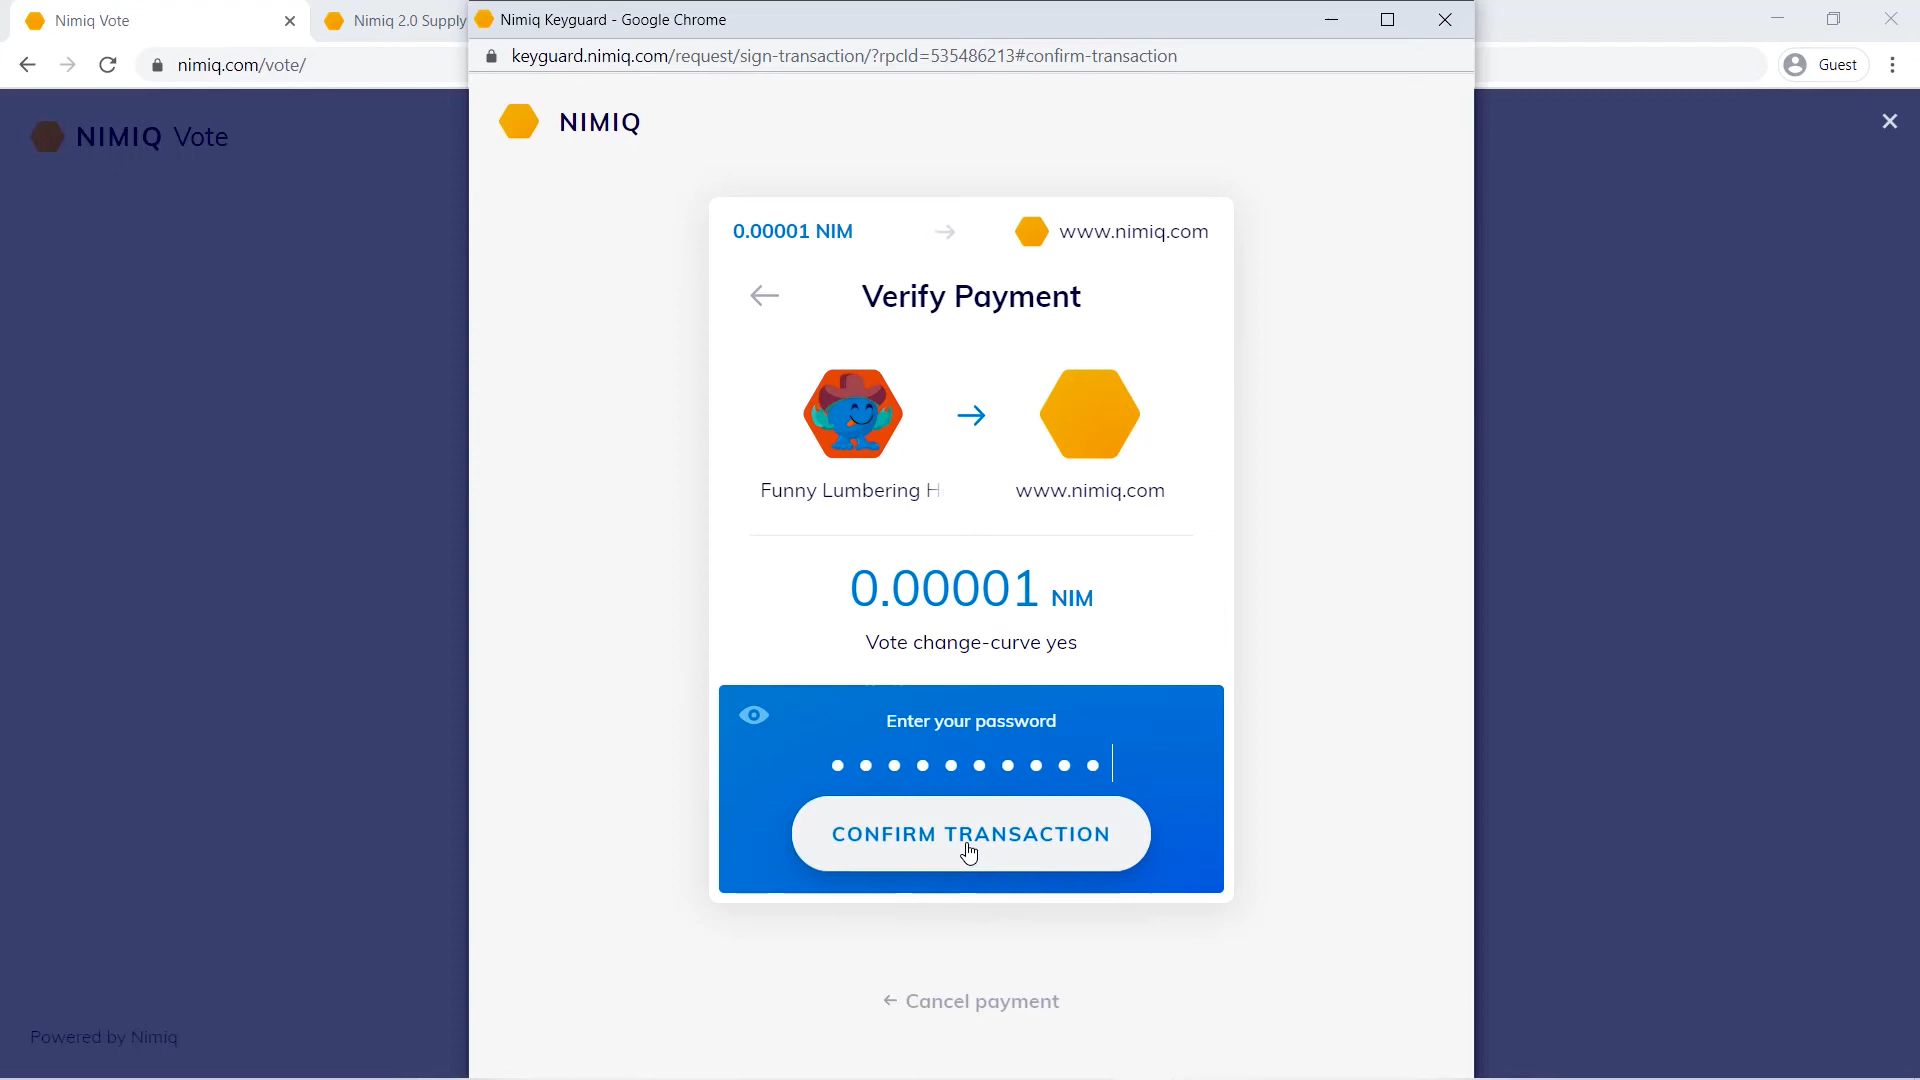 Nimiq Vote
Nimiq 2.0 Supply
Nimiq Keyguard - Google Chrome
nimiq.com/vote/
keyguard.nimiq.com/request/sign-transaction/?rpcId=535486213#confirm-transaction
Guest
NIMIQ Vote
NIMIQ
0.00001 NIM
www.nimiq.com
Verify Payment
Funny Lumbering H
www.nimiq.com
0.00001 NIM
Vote change-curve yes
Enter your password
CONFIRM TRANSACTION
Cancel payment
Powered by Nimiq